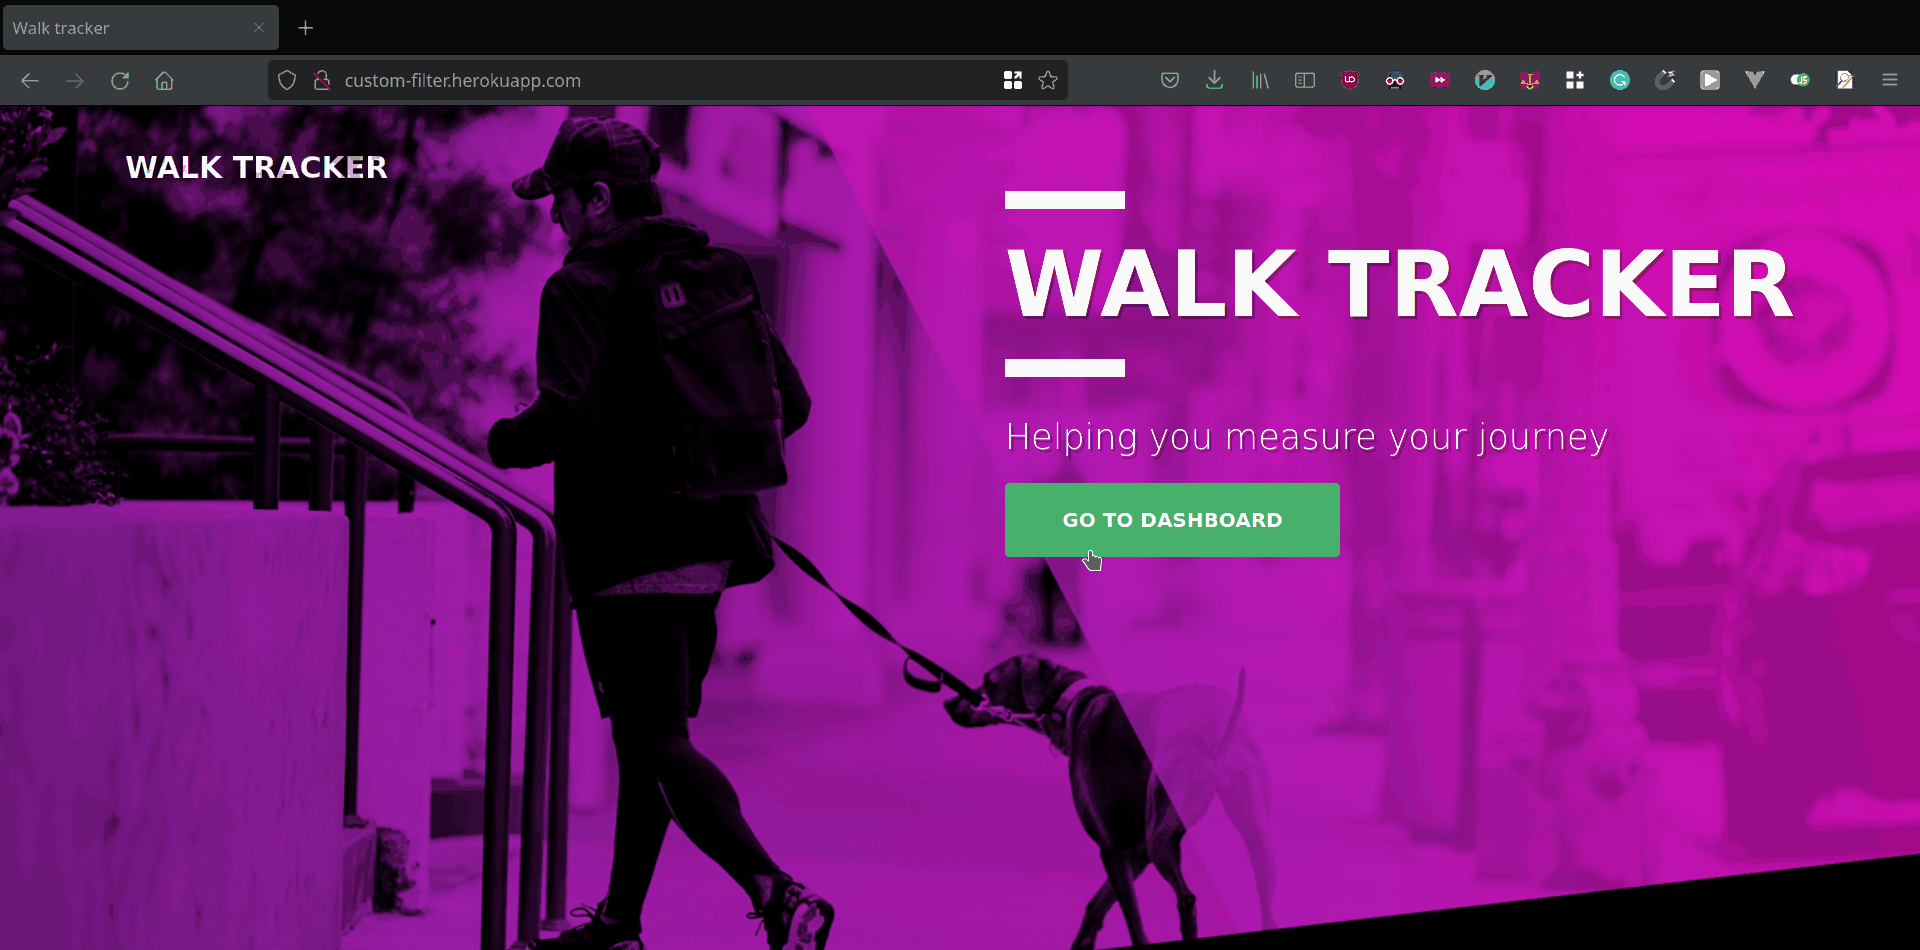 Walk tracker
custom-filter.herokuapp.com
WALK TRACKER
WALK TRACKER
Helping you measure your journey
GO TO DASHBOARD